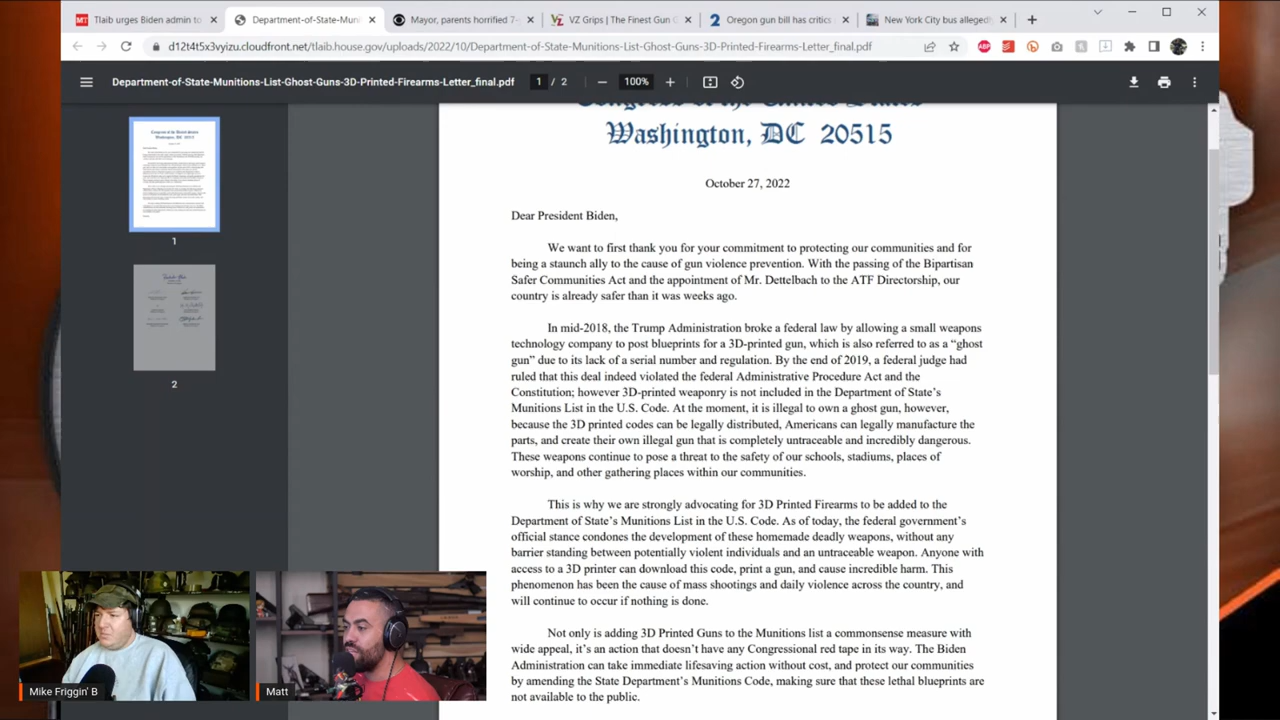 Tlaib urges Biden admin to
Department-of-State-Muni
Mayor, parents horrified 7-
VZ Grips | The Finest Gun G
Oregon gun bill has critics
New York City bus alleged
d12t4t5x3vyizu.cloudfront.net/tlaib.house.gov/uploads/2022/10/Department-of-State-Munitions-List-Ghost-Guns-3D-Printed-Firearms-Letter_final.pdf
Department-of-State-Munitions-List-Ghost-Guns-3D-Printed-Firearms-Letter_final.pdf
1 / 2
100%
Congress of the United States
Washington, DC 20515
October 27, 2022
Dear President Biden,
We want to first thank you for your commitment to protecting our communities and for
being a staunch ally to the cause of gun violence prevention. With the passing of the Bipartisan
Safer Communities Act and the appointment of Mr. Dettelbach to the ATF Directorship, our
country is already safer than it was weeks ago.
In mid-2018, the Trump Administration broke a federal law by allowing a small weapons
technology company to post blueprints for a 3D-printed gun, which is also referred to as a “ghost
gun” due to its lack of a serial number and regulation. By the end of 2019, a federal judge had
ruled that this deal indeed violated the federal Administrative Procedure Act and the
Constitution; however 3D-printed weaponry is not included in the Department of State’s
Munitions List in the U.S. Code. At the moment, it is illegal to own a ghost gun, however,
because the 3D printed codes can be legally distributed, Americans can legally manufacture the
parts, and create their own illegal gun that is completely untraceable and incredibly dangerous.
These weapons continue to pose a threat to the safety of our schools, stadiums, places of
worship, and other gathering places within our communities.
This is why we are strongly advocating for 3D Printed Firearms to be added to the
Department of State’s Munitions List in the U.S. Code. As of today, the federal government’s
official stance condones the development of these homemade deadly weapons, without any
barrier standing between potentially violent individuals and an untraceable weapon. Anyone with
access to a 3D printer can download this code, print a gun, and cause incredible harm. This
phenomenon has been the cause of mass shootings and daily violence across the country, and
will continue to occur if nothing is done.
Not only is adding 3D Printed Guns to the Munitions list a commonsense measure with
wide appeal, it’s an action that doesn’t have any Congressional red tape in its way. The Biden
Administration can take immediate lifesaving action without cost, and protect our communities
by amending the State Department’s Munitions Code, making sure that these lethal blueprints are
not available to the public.
1
2
Mike Friggin' B
Matt